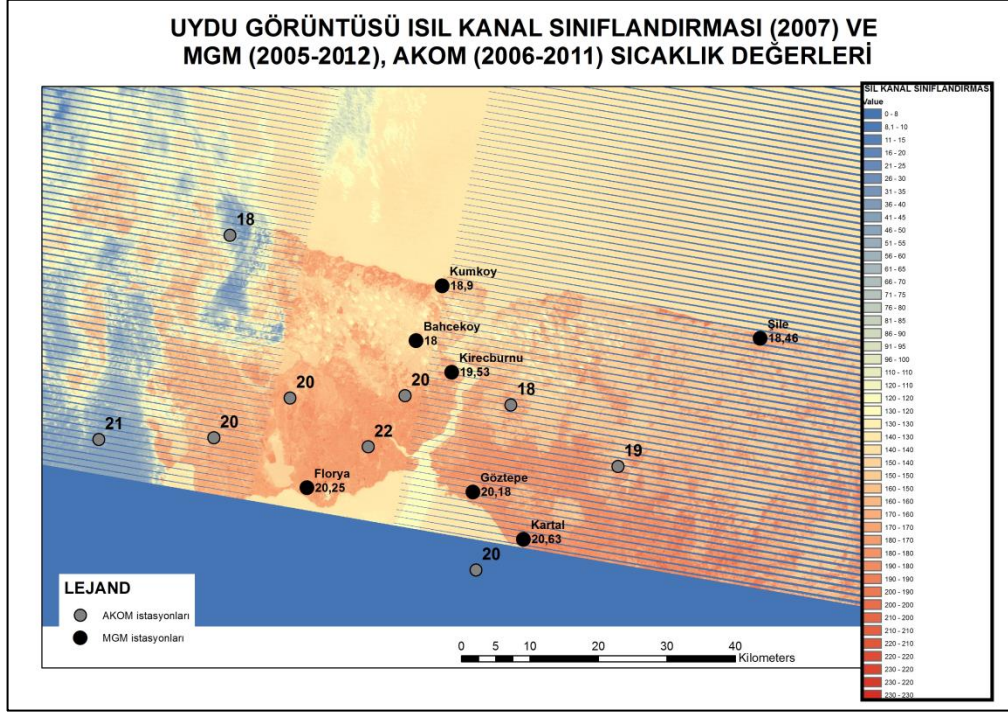 UYDU GÖRÜNTÜSÜ ISIL KANAL SINIFLANDIRMASI (2007) VE
MGM (2005-2012), AKOM (2006-2011) SICAKLIK DEĞERLERİ
ISIL KANAL SINIFLANDIRMAS
Value
0 - 8
8,1 - 10
11 - 15
16 - 20
21 - 25
26 - 30
31 - 35
36 - 40
41 - 45
46 - 50
51 - 55
56 - 60
61 - 65
66 - 70
71 - 75
76 - 80
81 - 85
86 - 90
91 - 95
96 - 100
110 - 110
120 - 110
120 - 120
130 - 120
130 - 130
140 - 130
140 - 140
150 - 140
150 - 150
160 - 150
160 - 160
170 - 160
170 - 170
180 - 170
180 - 180
190 - 180
190 - 190
200 - 190
200 - 200
210 - 200
210 - 210
220 - 210
220 - 220
230 - 220
230 - 220
230 - 230
18
Kumkoy
18,9
Bahcekoy
18
Şile
18,46
Kirecburnu
19,53
20
20
18
21
20
22
19
Florya
20,25
Göztepe
20,18
Kartal
20,63
20
LEJAND
AKOM istasyonları
MGM istasyonları
0 5 10 20 30 40
Kilometers